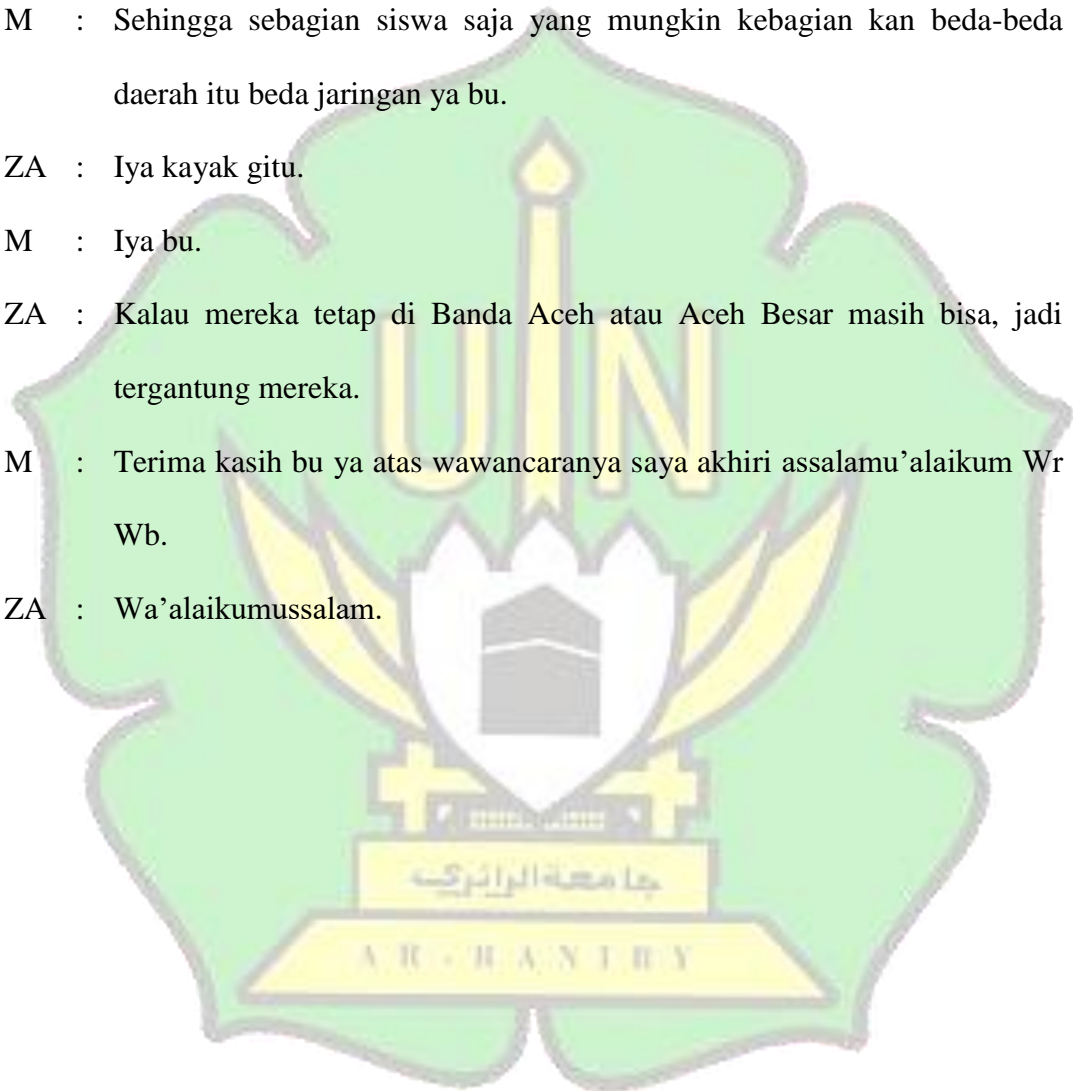 M : Sehingga sebagian siswa saja yang mungkin kebagian kan beda-beda
daerah itu beda jaringan ya bu.
ZA : Iya kayak gitu.
M : Iya bu.
ZA : Kalau mereka tetap di Banda Aceh atau Aceh Besar masih bisa, jadi
tergantung mereka.
M : Terima kasih bu ya atas wawancaranya saya akhiri assalamu’alaikum Wr
Wb.
ZA : Wa’alaikumussalam.
UIN
جامعة الرانري
AR-RANIRY